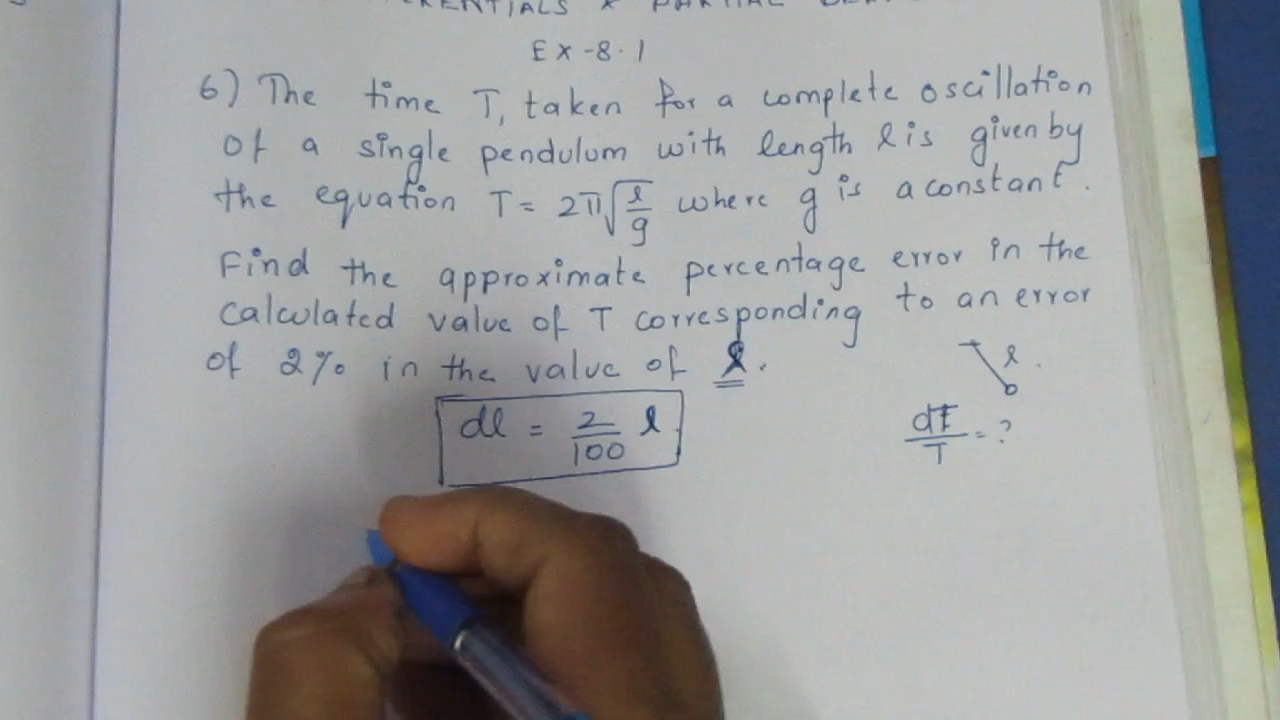 & PARTIAL
EX-8.1
6) The time T, taken for a complete oscillation
of a single pendulum with length l is given by
the equation T = 2π√(l/g) where g is a constant.
Find the approximate percentage error in the
calculated value of T corresponding to an error
of 2% in the value of l.
l
dl = 2/100 l
dT/T = ?